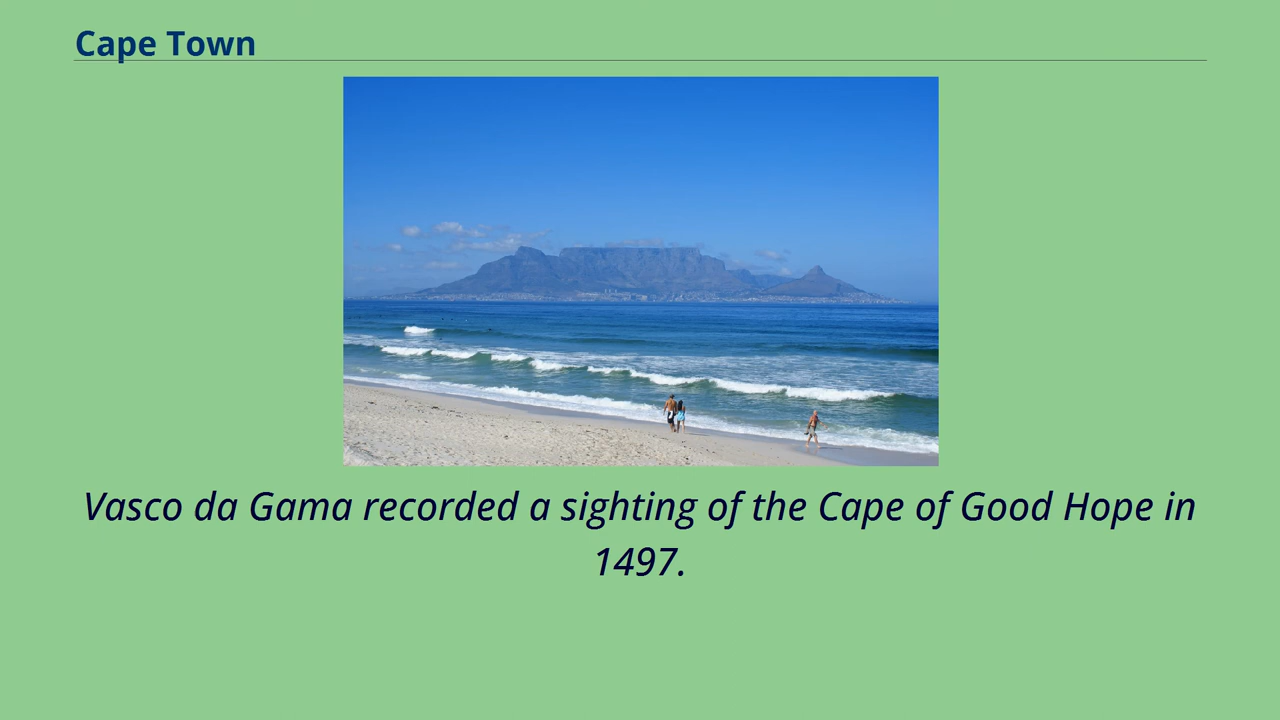 Cape Town
Vasco da Gama recorded a sighting of the Cape of Good Hope in
1497.